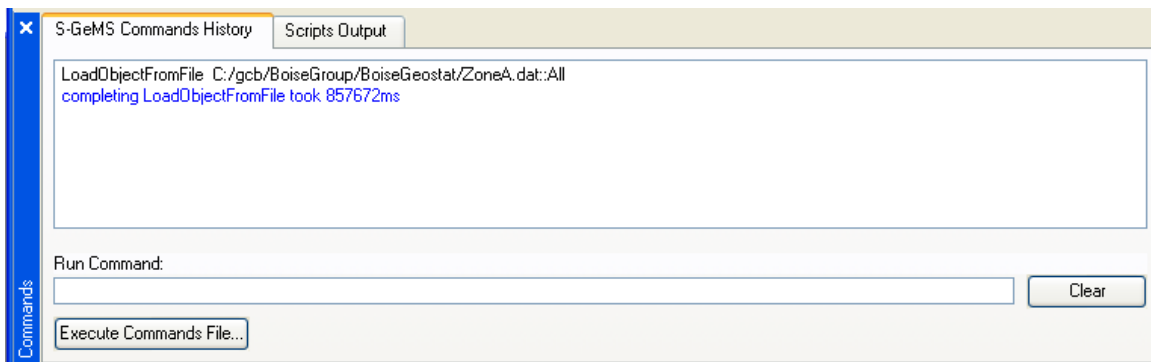 S-GeMS Commands History
Scripts Output
LoadObjectFromFile C:/gcb/BoiseGroup/BoiseGeostat/ZoneA.dat::All
completing LoadObjectFromFile took 857672ms
Run Command:
Clear
Execute Commands File...
Commands